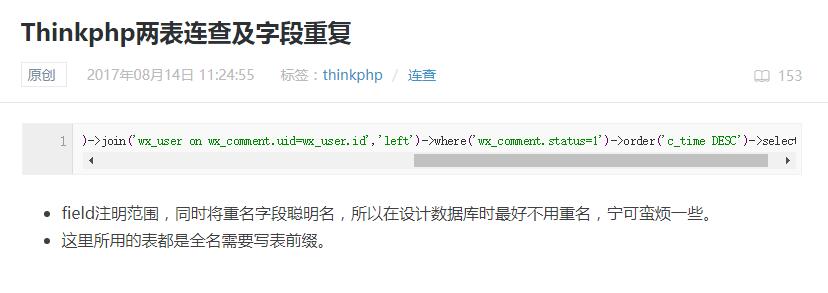 Thinkphp两表连查及字段重复
原创 2017年08月14日 11:24:55 标签：thinkphp / 连查 153
1 )->join('wx_user on wx_comment.uid=wx_user.id','left')->where('wx_comment.status=1')->order('c_time DESC')->select
field注明范围，同时将重名字段聪明名，所以在设计数据库时最好不用重名，宁可蛮烦一些。
这里所用的表都是全名需要写表前缀。